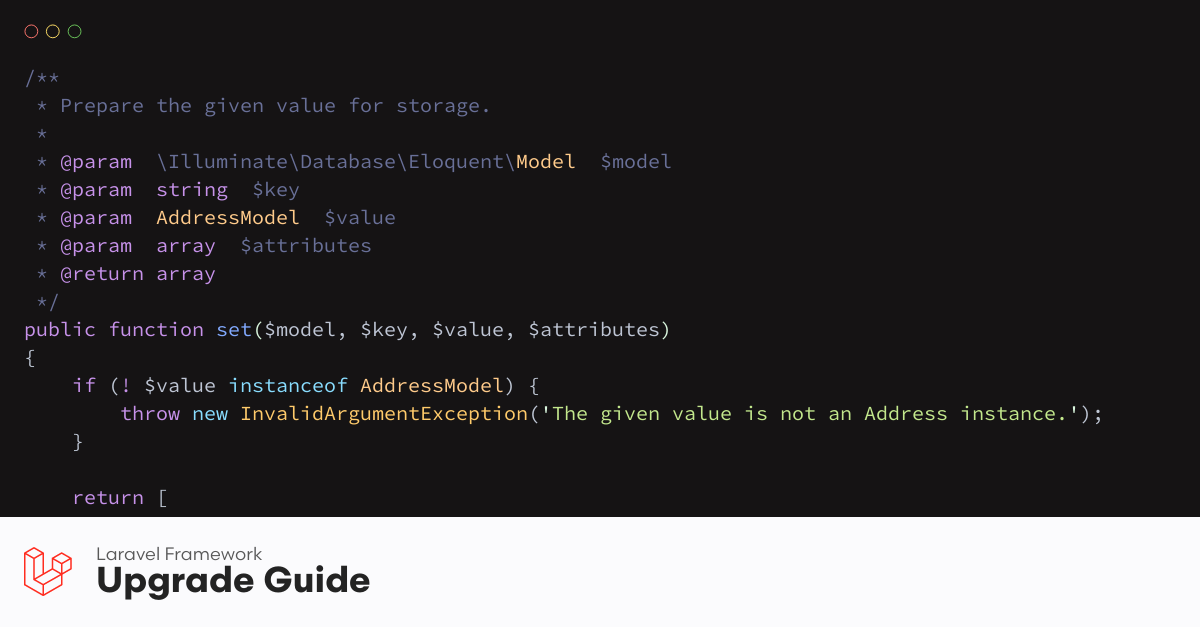 /**
 * Prepare the given value for storage.
 *
 * @param  \Illuminate\Database\Eloquent\Model  $model
 * @param  string  $key
 * @param  AddressModel  $value
 * @param  array  $attributes
 * @return array
 */
public function set($model, $key, $value, $attributes)
{
    if (! $value instanceof AddressModel) {
        throw new InvalidArgumentException('The given value is not an Address instance.');
    }
    return [
Laravel Framework
Upgrade Guide